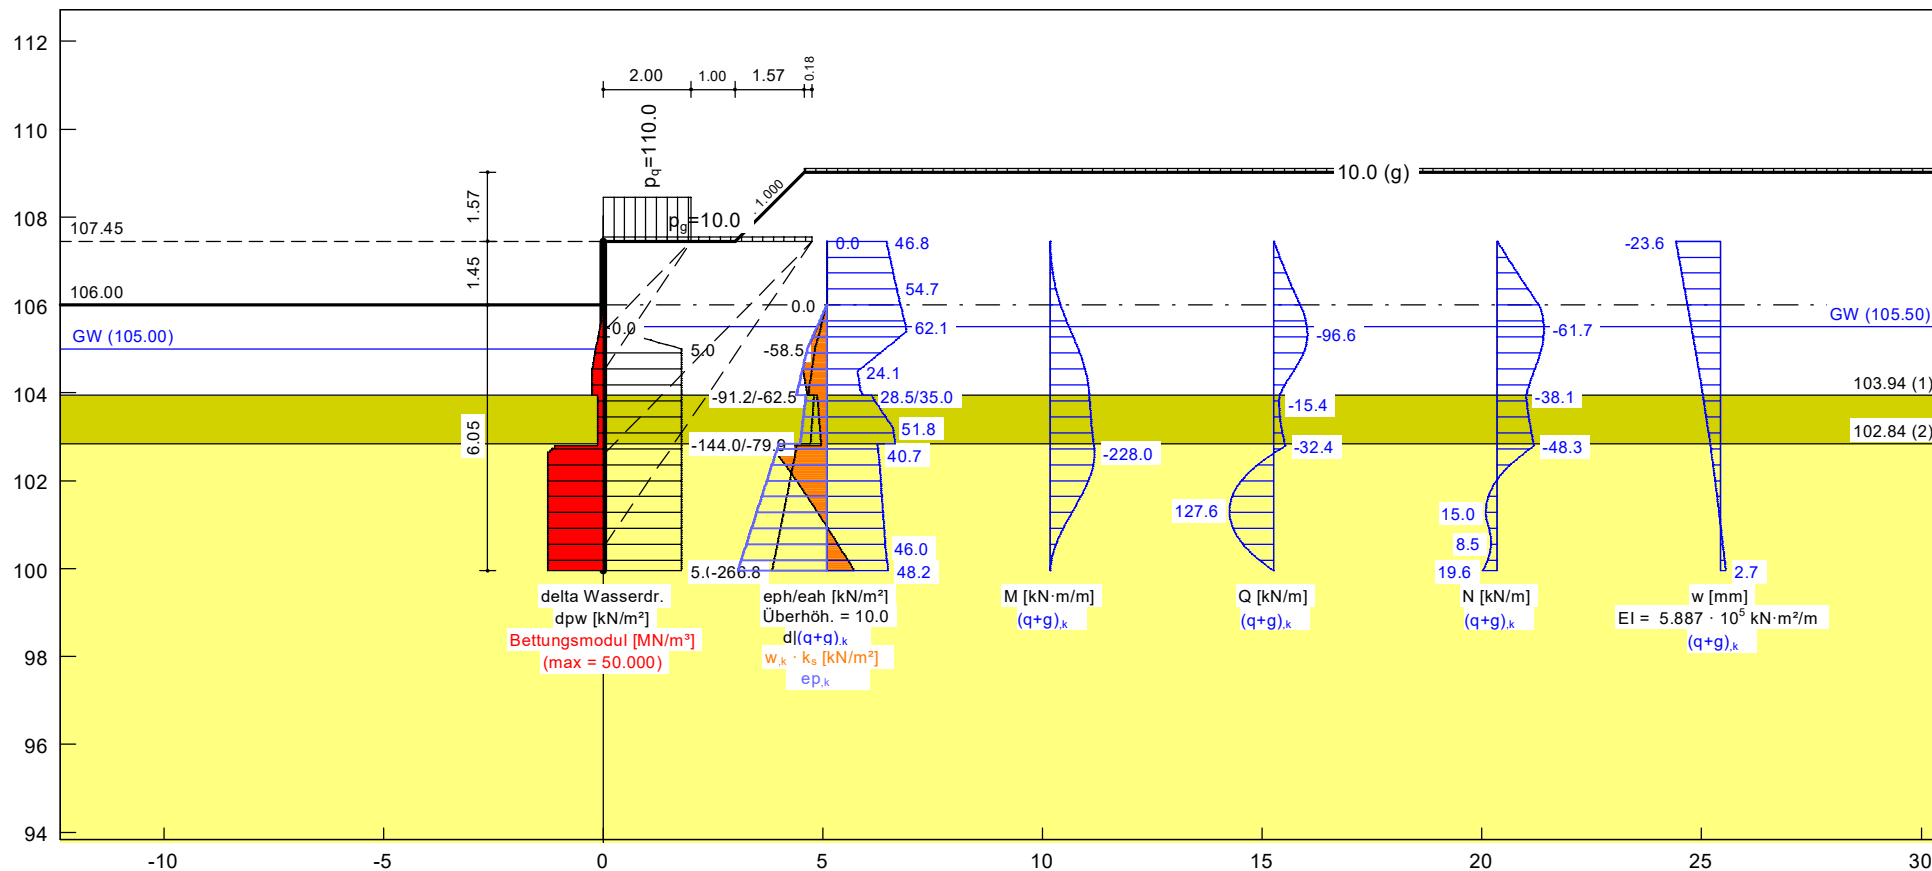 112
110
108
106
104
102
100
98
96
94
-10
-5
0
5
10
15
20
25
30
2.00
1.00
1.57
0.18
pq=110.0
pg=10.0
1.000
10.0 (g)
1.57
1.45
6.05
107.45
106.00
GW (105.00)
GW (105.50)
103.94 (1)
102.84 (2)
0.0
5.0
0.0
46.8
0.0
54.7
62.1
-58.5
24.1
-91.2/-62.5
28.5/35.0
51.8
-144.0/-79.9
40.7
46.0
-266.8
48.2
-228.0
-96.6
-15.4
-32.4
127.6
-61.7
-38.1
-48.3
15.0
8.5
19.6
-23.6
2.7
delta Wasserdr.
dpw [kN/m²]
Bettungsmodul [MN/m³]
(max = 50.000)
eph/eah [kN/m²]
Überhöh. = 10.0
(q+g),k
w,k · ks [kN/m²]
ep,k
M [kN·m/m]
(q+g),k
Q [kN/m]
(q+g),k
N [kN/m]
(q+g),k
w [mm]
EI = 5.887 · 10⁵ kN·m²/m
(q+g),k